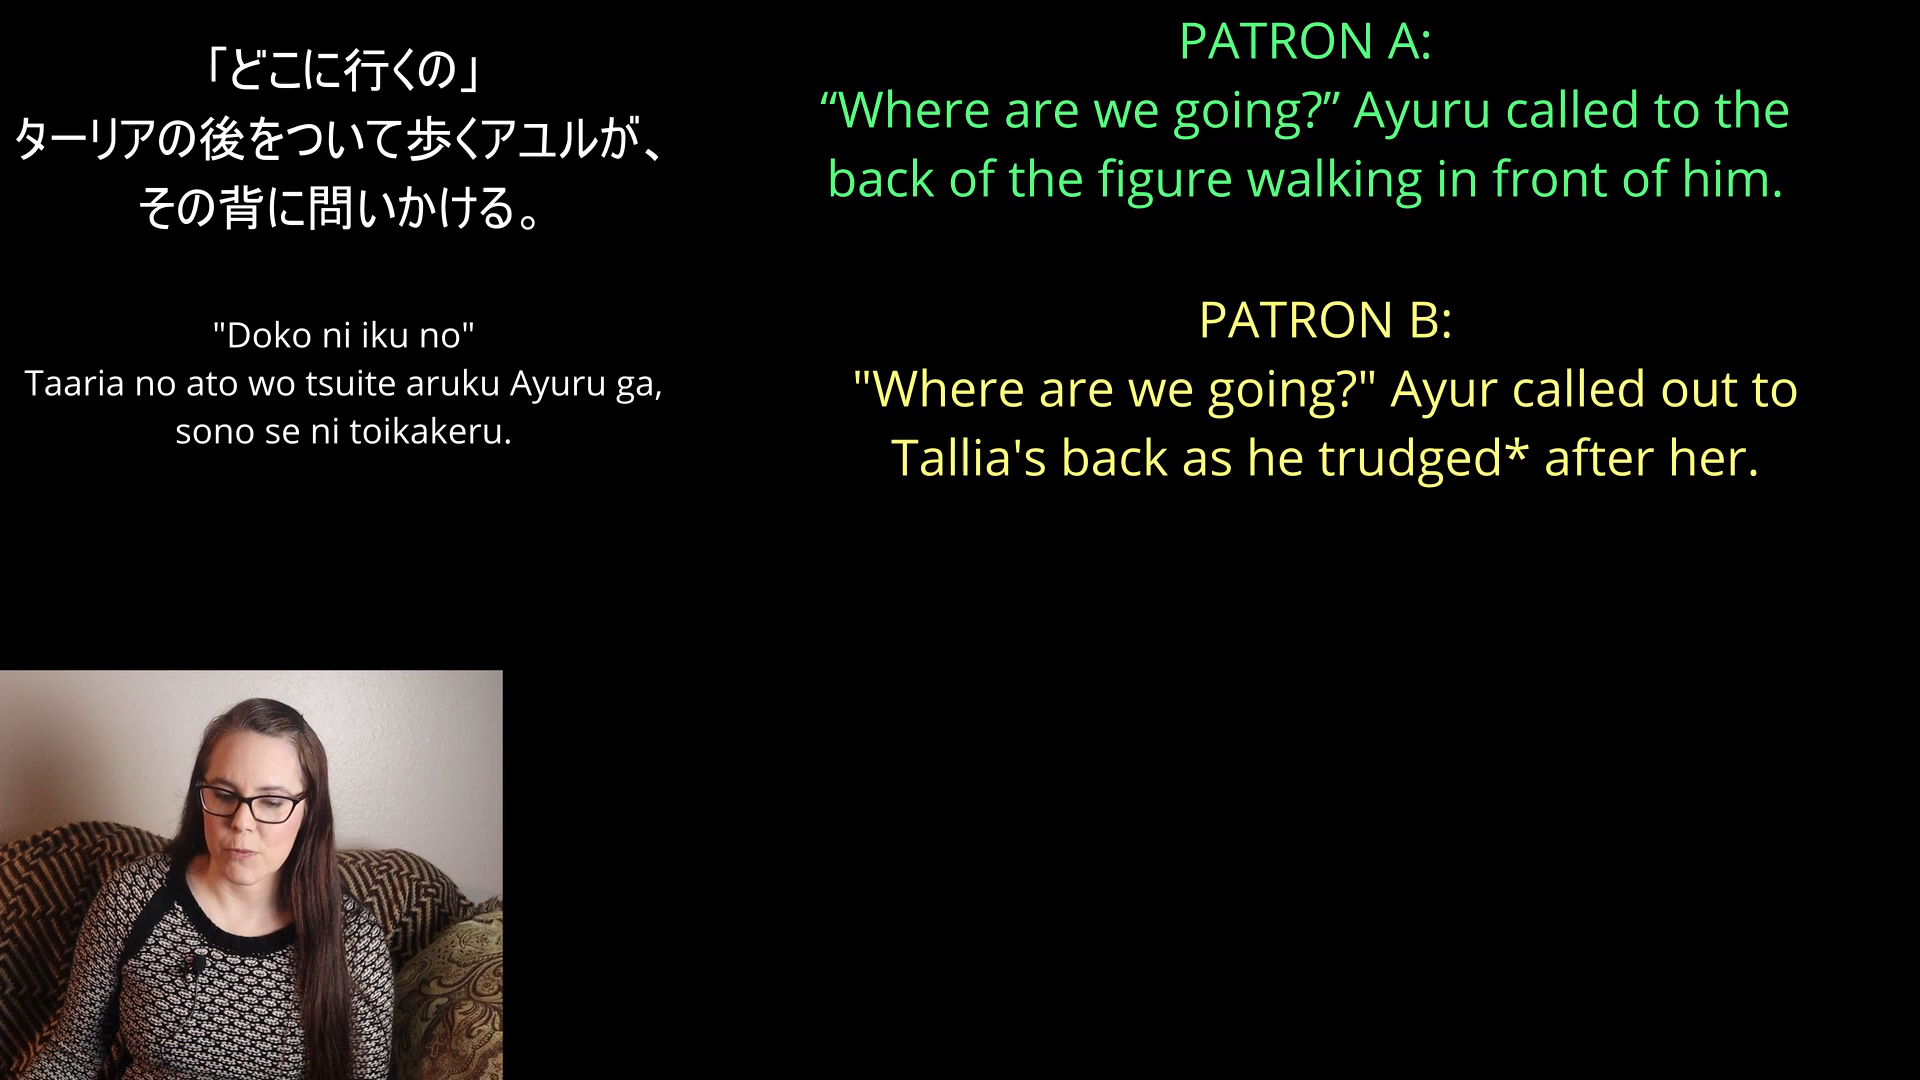 「どこに行くの」
ターリアの後をついて歩くアユルが、
その背に問いかける。
"Doko ni iku no"
Taaria no ato wo tsuite aruku Ayuru ga,
sono se ni toikakeru.
PATRON A:
“Where are we going?” Ayuru called to the
back of the figure walking in front of him.
PATRON B:
"Where are we going?" Ayur called out to
Tallia's back as he trudged* after her.